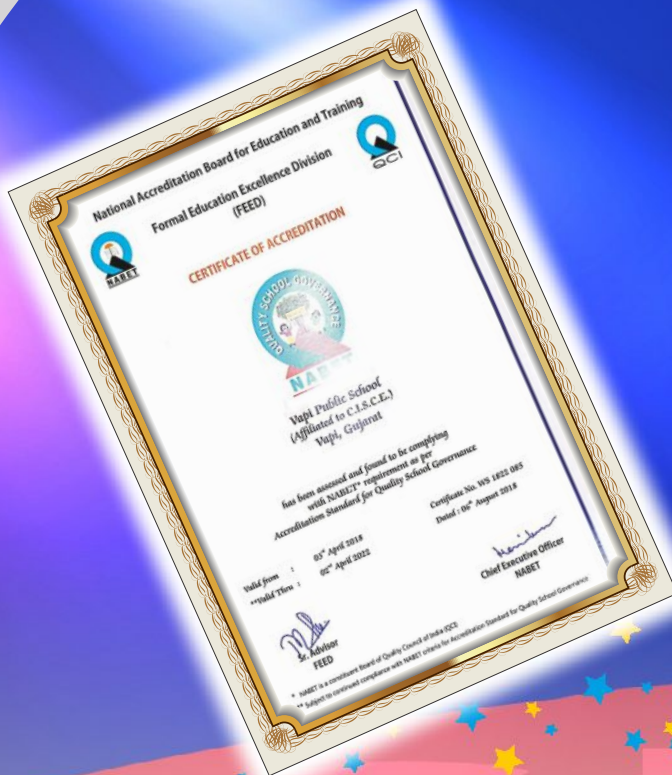 National Accreditation Board for Education and Training
Formal Education Excellence Division
(FEED)
QCI
NABET
CERTIFICATE OF ACCREDITATION
QUALITY SCHOOL GOVERNANCE
NABET
Vapi Public School
(Affiliated to C.I.S.C.E.)
Vapi, Gujarat
has been assessed and found to be complying
with NABET* requirement as per
Accreditation Standard for Quality School Governance
Certificate No. WS 1822 085
Dated : 06th August 2018
Valid from : 03rd April 2018
**Valid Thru : 02nd April 2022
Chief Executive Officer
NABET
Sr. Advisor
FEED
* NABET is a constituent Board of Quality Council of India (QCI)
** Subject to continued compliance with NABET criteria for Accreditation Standard for Quality School Governance